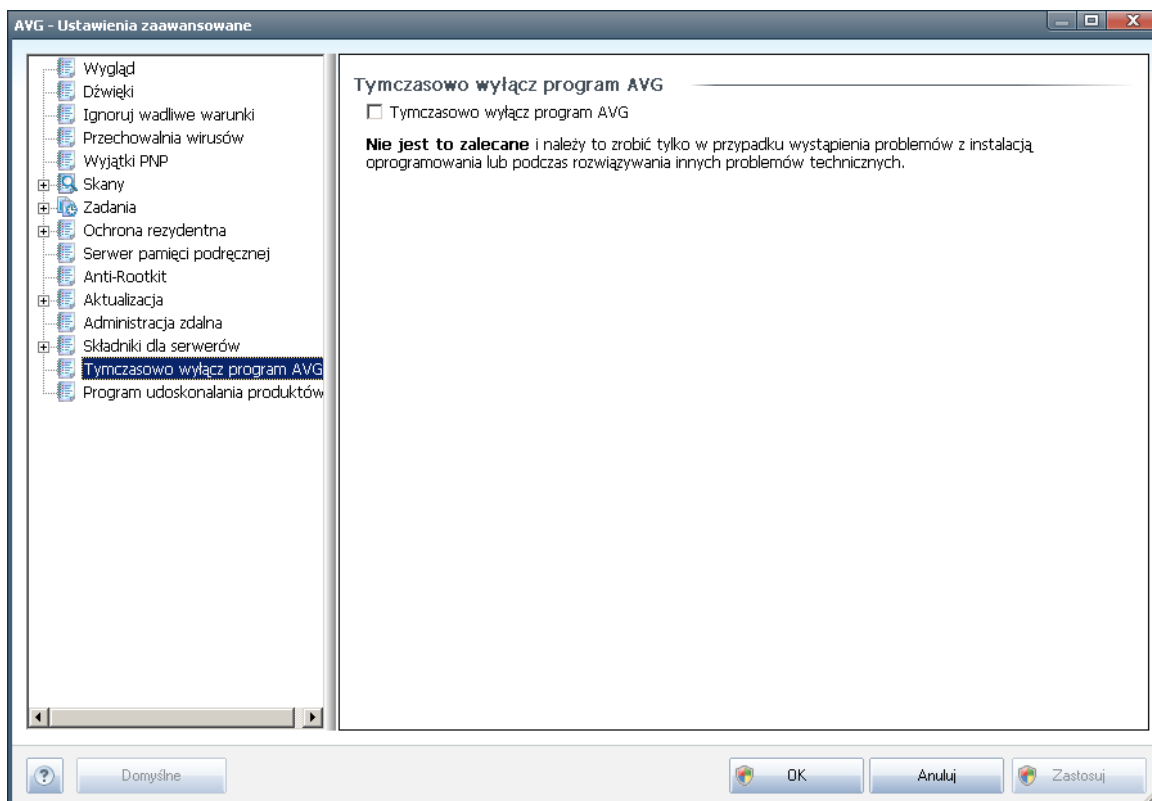 AVG - Ustawienia zaawansowane
Wygląd
Dźwięki
Ignoruj wadliwe warunki
Przechowalnia wirusów
Wyjątki PNP
Skany
Zadania
Ochrona rezydentna
Serwer pamięci podręcznej
Anti-Rootkit
Aktualizacja
Administracja zdalna
Składniki dla serwerów
Tymczasowo wyłącz program AVG
Program udoskonalania produktów
Tymczasowo wyłącz program AVG
Tymczasowo wyłącz program AVG
Nie jest to zalecane i należy to zrobić tylko w przypadku wystąpienia problemów z instalacją
oprogramowania lub podczas rozwiązywania innych problemów technicznych.
?
Domyślne
OK
Anuluj
Zastosuj